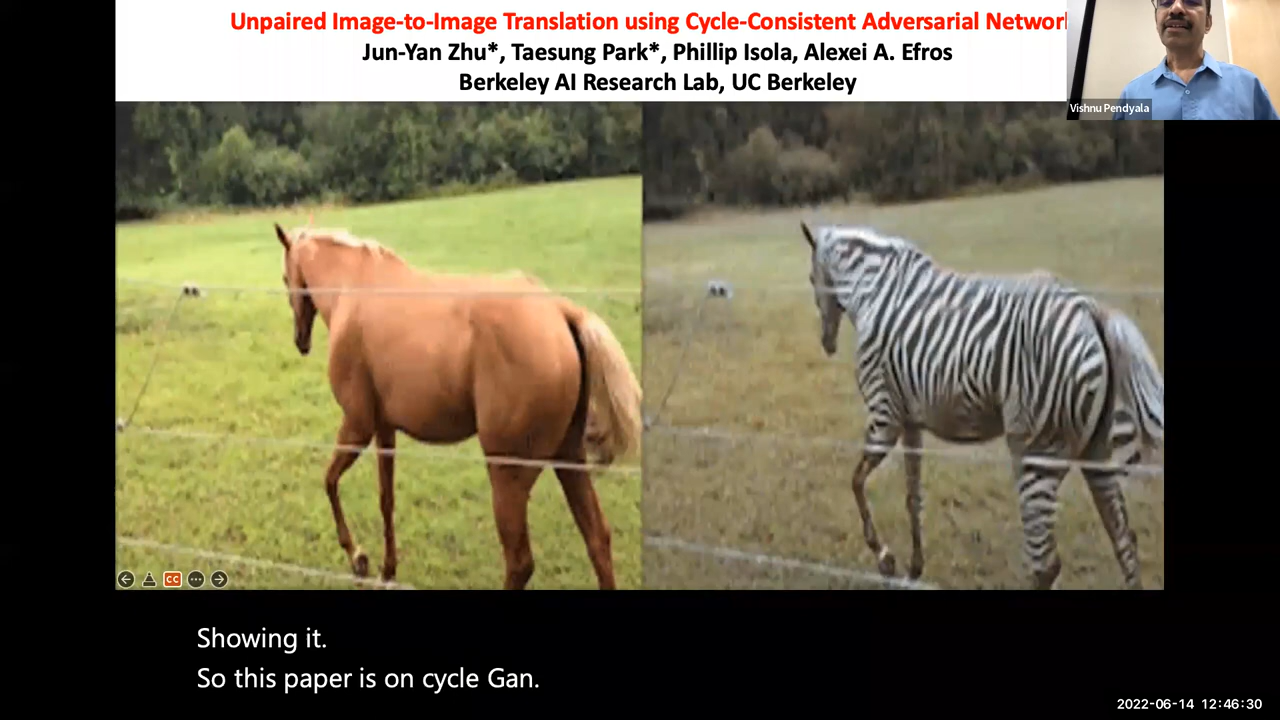 Unpaired Image-to-Image Translation using Cycle-Consistent Adversarial
Jun-Yan Zhu*, Taesung Park*, Phillip Isola, Alexei A. Efros
Berkeley AI Research Lab, UC Berkeley
Vishnu Pendyala
CC
Showing it.
So this paper is on cycle Gan.
2022-06-14 12:46:30